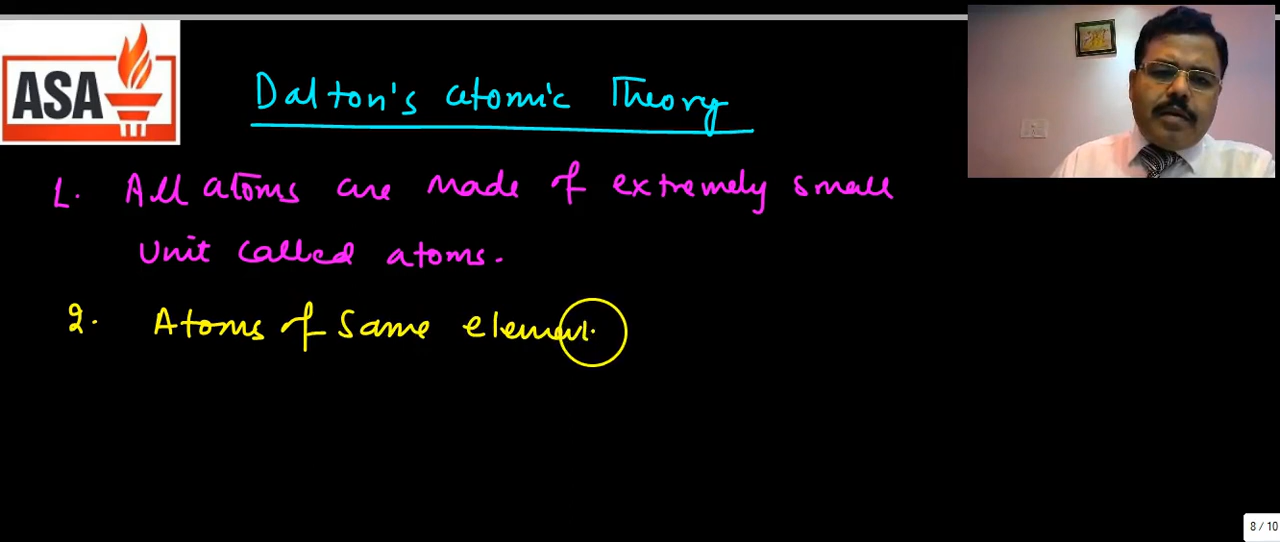 ASA
Dalton's atomic Theory
1. All atoms are made of extremely small
Unit called atoms.
2. Atoms of same element
8 / 10